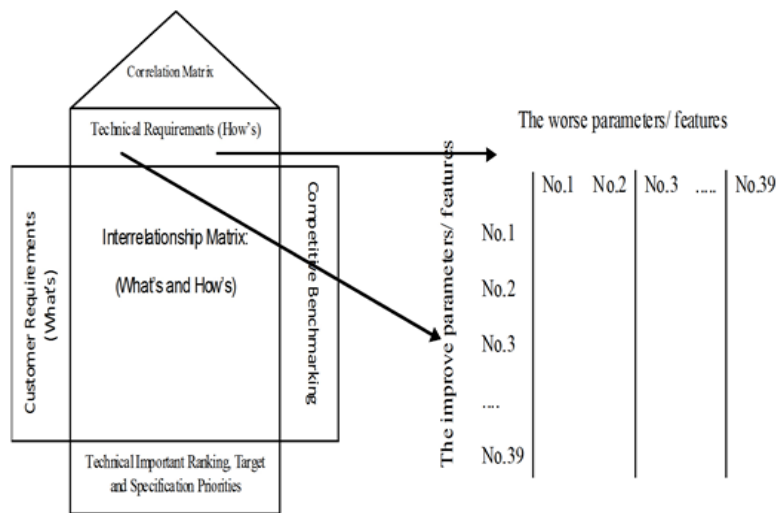 Correlation Matrix
Technical Requirements (How's)
Customer Requirements
(What's)
Interrelationship Matrix:
(What's and How's)
Competitive Benchmarking
Technical Important Ranking, Target
and Specification Priorities
The worse parameters/ features
The improve parameters/ features
No.1 No.2 No.3 ..... No.39
No.1
No.2
No.3
....
No.39